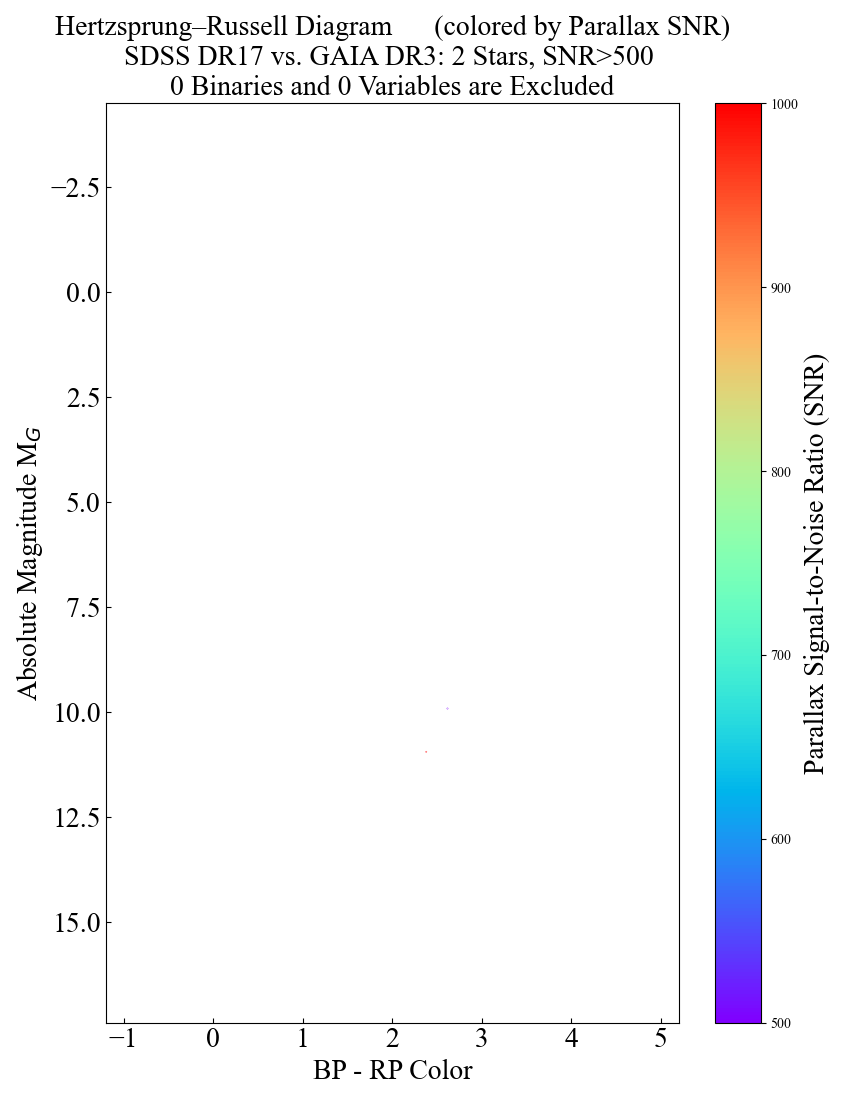 Hertzsprung–Russell Diagram (colored by Parallax SNR)
SDSS DR17 vs. GAIA DR3: 2 Stars, SNR>500
0 Binaries and 0 Variables are Excluded
Absolute Magnitude M_G
−2.5
0.0
2.5
5.0
7.5
10.0
12.5
15.0
−1 0 1 2 3 4 5
BP - RP Color
1000
900
800
700
600
500
Parallax Signal-to-Noise Ratio (SNR)